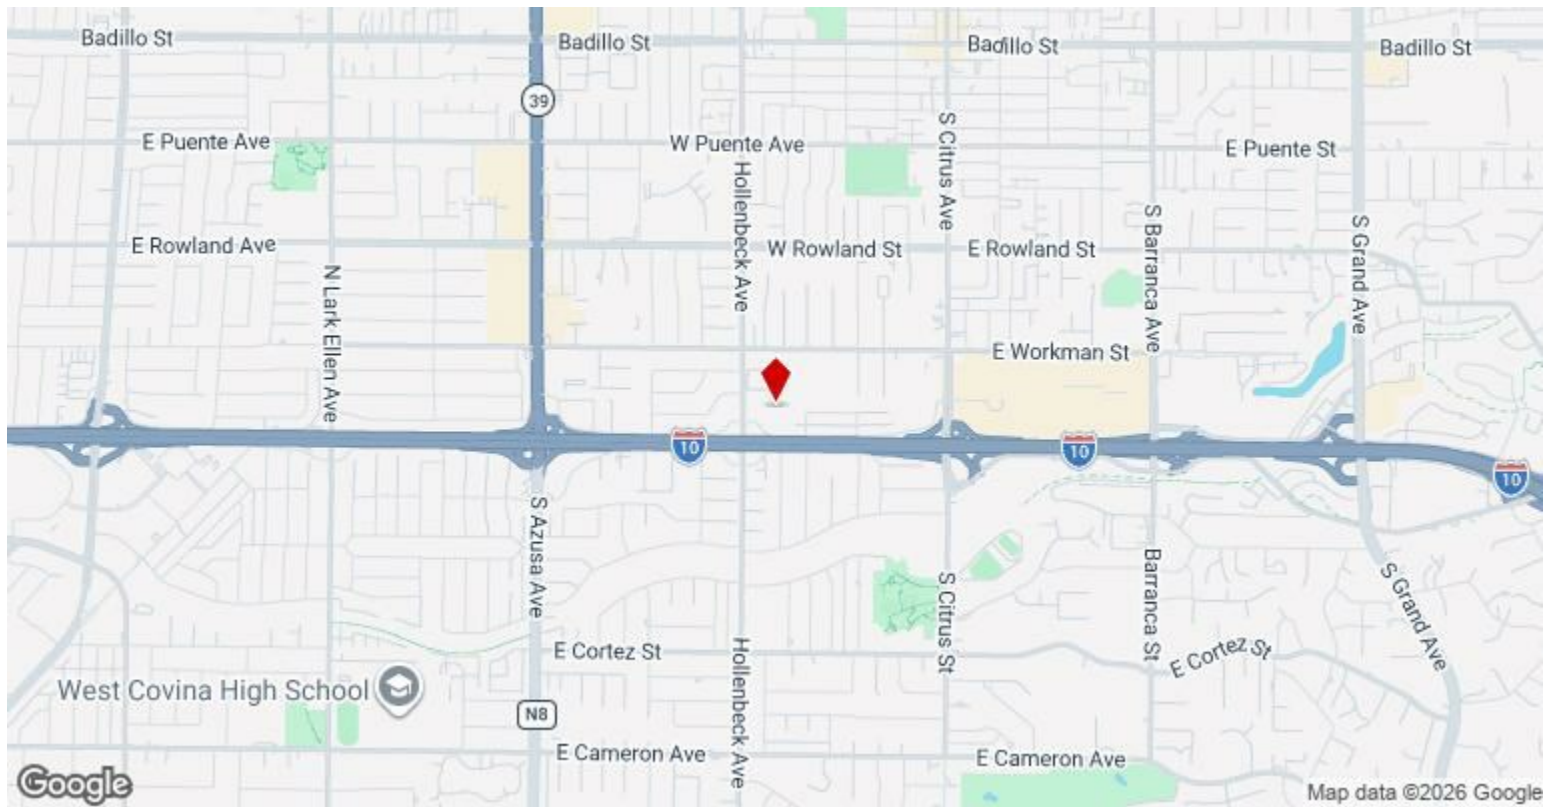 Badillo St
Badillo St
Badillo St
Badillo St
39
E Puente Ave
W Puente Ave
E Puente St
S Citrus Ave
Hollenbeck Ave
S Barranca Ave
S Grand Ave
E Rowland Ave
W Rowland St
E Rowland St
N Lark Ellen Ave
E Workman St
10
10
10
S Azusa Ave
Barranca St
S Citrus St
S Grand Ave
E Cortez St
E Cortez St
Hollenbeck Ave
West Covina High School
N8
E Cameron Ave
E Cameron Ave
Google
Map data ©2026 Google